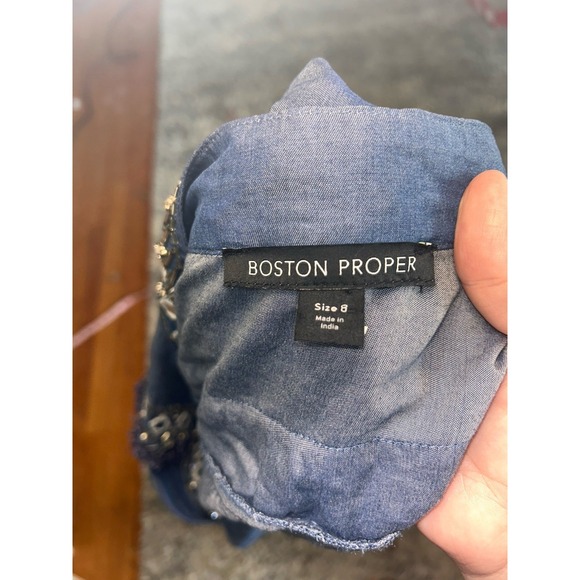 BOSTON PROPER
Size 8
Made in
India